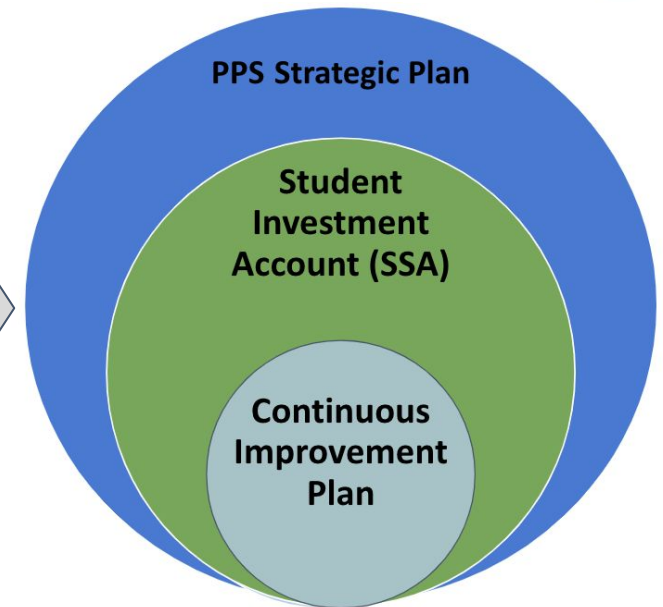 PPS Strategic Plan
Student
Investment
Account (SSA)
Continuous
Improvement
Plan